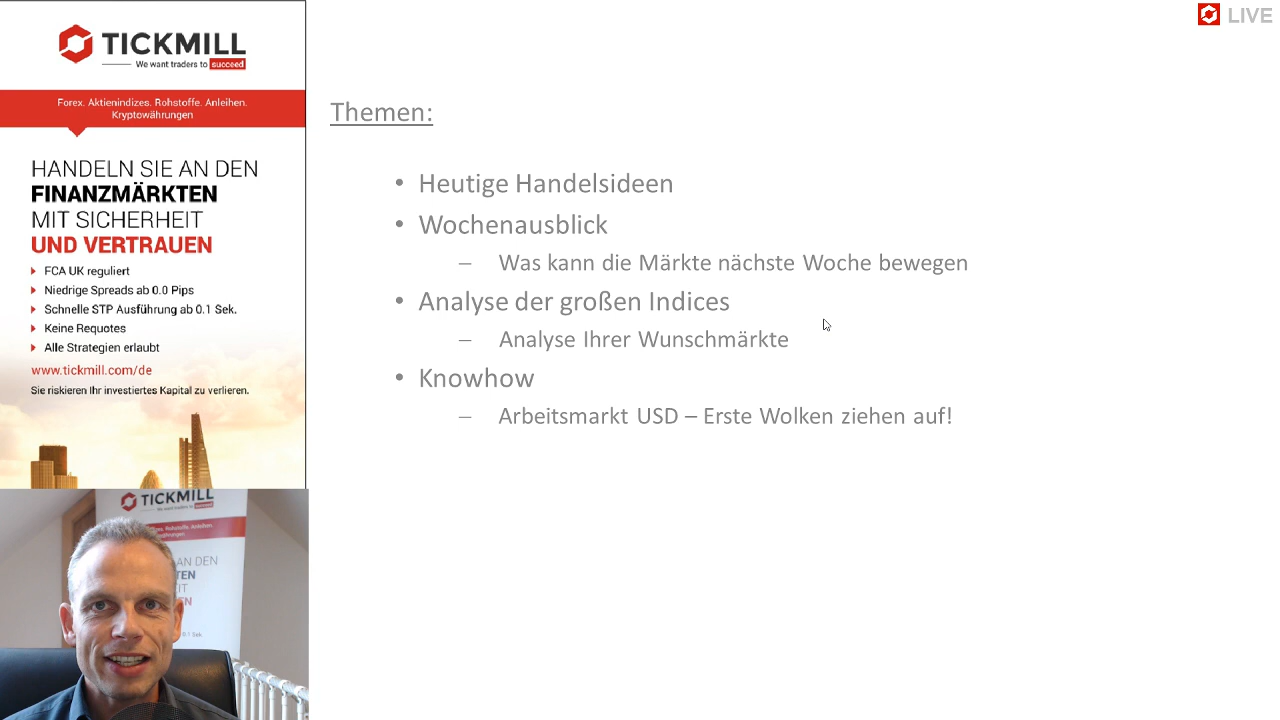 TICKMILL
We want traders to succeed
Forex. Aktienindizes. Rohstoffe. Anleihen.
Kryptowährungen
HANDELN SIE AN DEN
FINANZMÄRKTEN
MIT SICHERHEIT
UND VERTRAUEN
FCA UK reguliert
Niedrige Spreads ab 0.0 Pips
Schnelle STP Ausführung ab 0.1 Sek.
Keine Requotes
Alle Strategien erlaubt
www.tickmill.com/de
Sie riskieren Ihr investiertes Kapital zu verlieren.
LIVE
Themen:
• Heutige Handelsideen
• Wochenausblick
– Was kann die Märkte nächste Woche bewegen
• Analyse der großen Indices
– Analyse Ihrer Wunschmärkte
• Knowhow
– Arbeitsmarkt USD – Erste Wolken ziehen auf!
TICKMILL
AN DEN